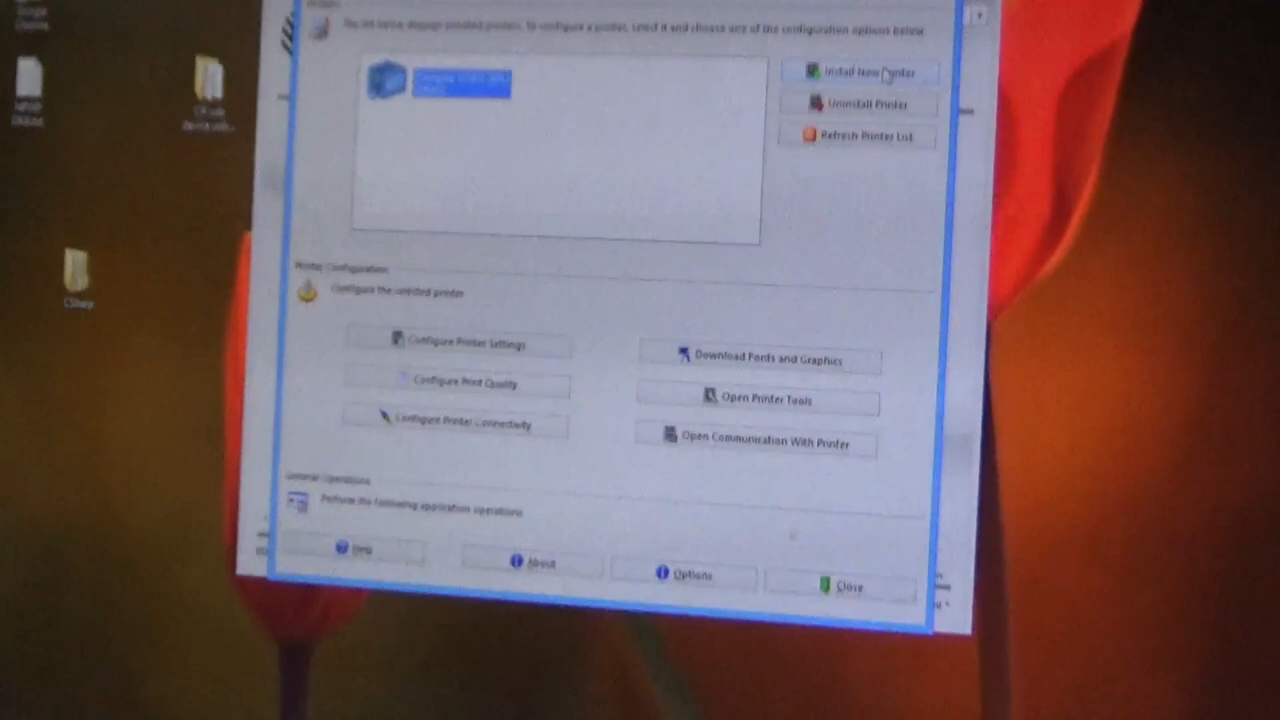 Google
Chrome
The list below displays installed printers. To configure a printer, select it and choose one of the configuration options below.
Install New Printer
Uninstall Printer
Refresh Printer List
Printer Configuration
Configure the selected printer
Configure Printer Settings
Download Fonts and Graphics
Configure Print Quality
Open Printer Tools
Configure Printer Connectivity
Open Communication With Printer
General Operations
Perform the following application operations
Help
About
Options
Close